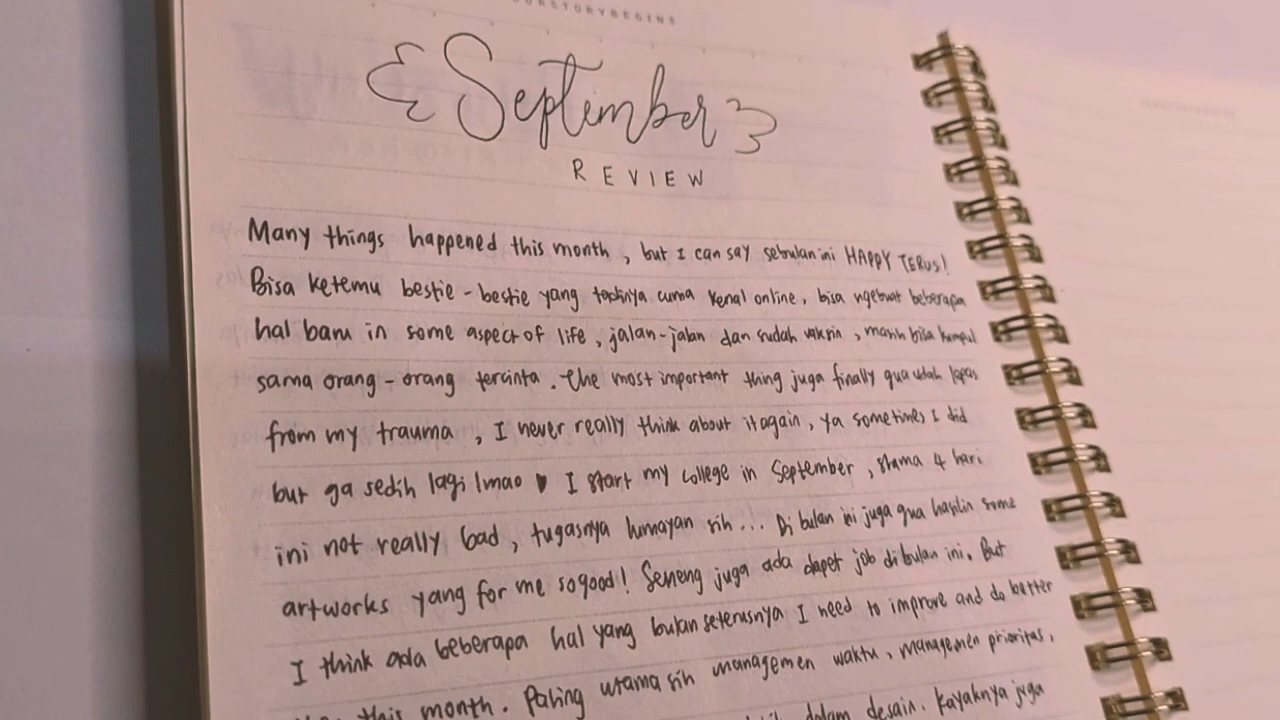 OURSTORYBEGINS
September
REVIEW
Many things happened this month, but I can say sebulan ini HAPPY TERUS!
Bisa ketemu bestie-bestie yang tadinya cuma kenal online, bisa ngebuat beberapa
hal baru in some aspect of life, jalan-jalan dan sudah vaksin, masih bisa kumpul
sama orang-orang tercinta. The most important thing juga finally gua udah lepas
from my trauma, I never really think about it again, ya sometimes I did
but ga sedih lagi lmao ♥ I start my college in September, slama 4 hari
ini not really bad, tugasnya lumayan sih... Di bulan ini juga gua hasilin some
artworks yang for me so good! Seneng juga ada dapet job di bulan ini. But
I think ada beberapa hal yang bulan seterusnya I need to improve and do better
this month. Paling utama sih managemen waktu, managemen prioritas,
dalam desain. Kayaknya juga